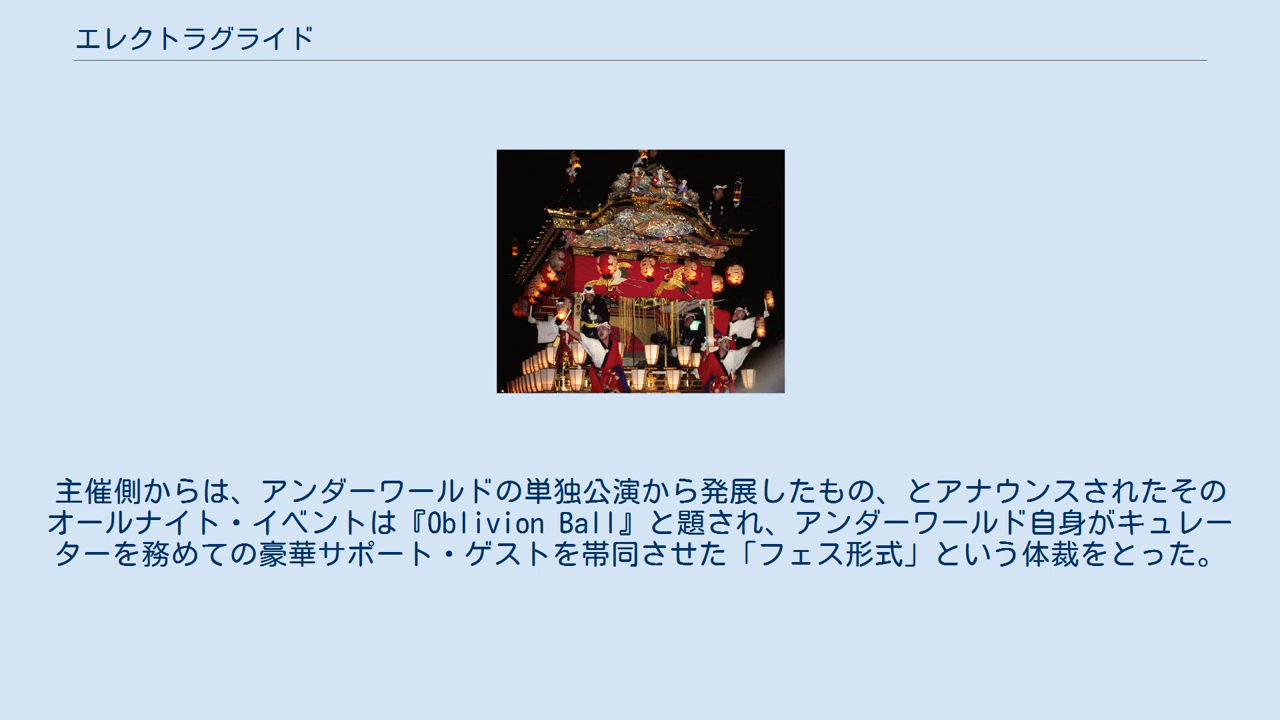 エレクトラグライド
主催側からは、アンダーワールドの単独公演から発展したもの、とアナウンスされたその
オールナイト・イベントは『Oblivion Ball』と題され、アンダーワールド自身がキュレー
ターを務めての豪華サポート・ゲストを帯同させた「フェス形式」という体裁をとった。